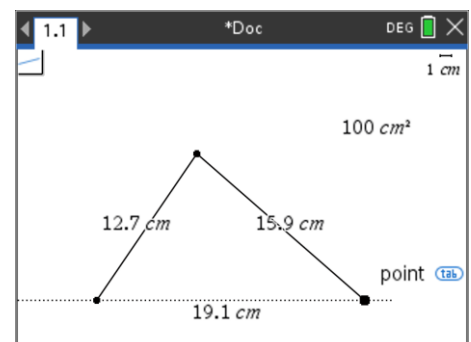 1.1 *Doc DEG
1 cm
100 cm²
12.7 cm 15.9 cm
point tab
19.1 cm